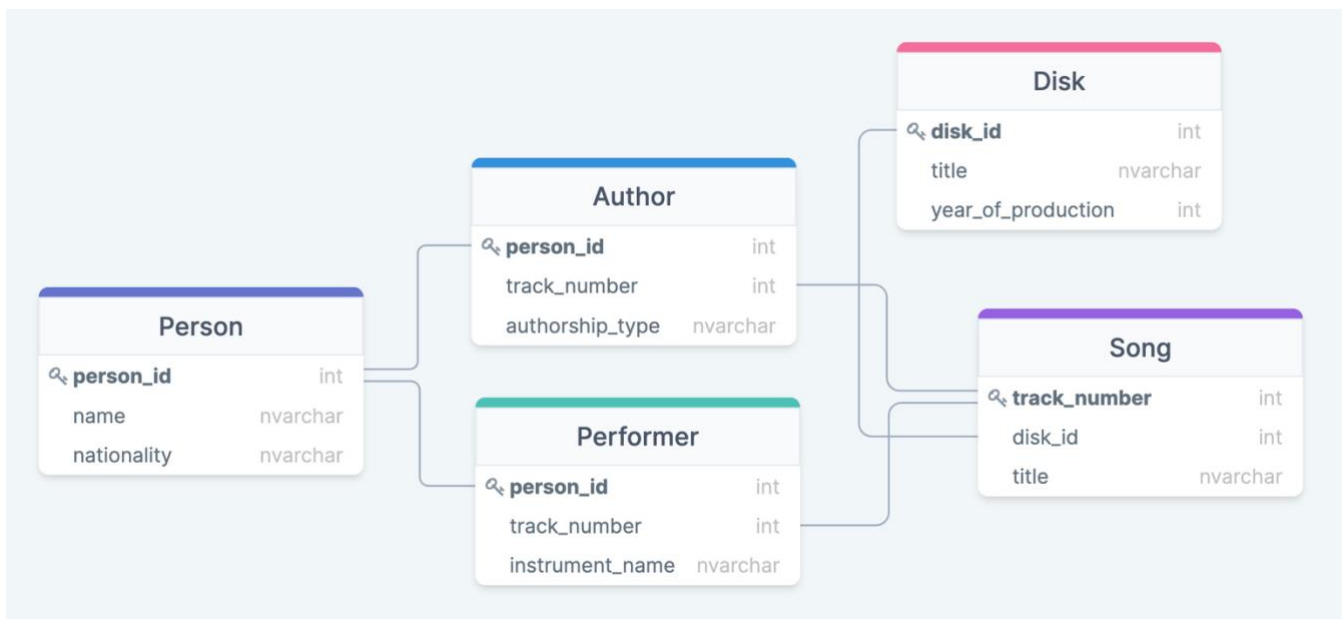 Disk
disk_id int
title nvarchar
year_of_production int
Author
person_id int
track_number int
authorship_type nvarchar
Person
person_id int
name nvarchar
nationality nvarchar
Song
track_number int
disk_id int
title nvarchar
Performer
person_id int
track_number int
instrument_name nvarchar